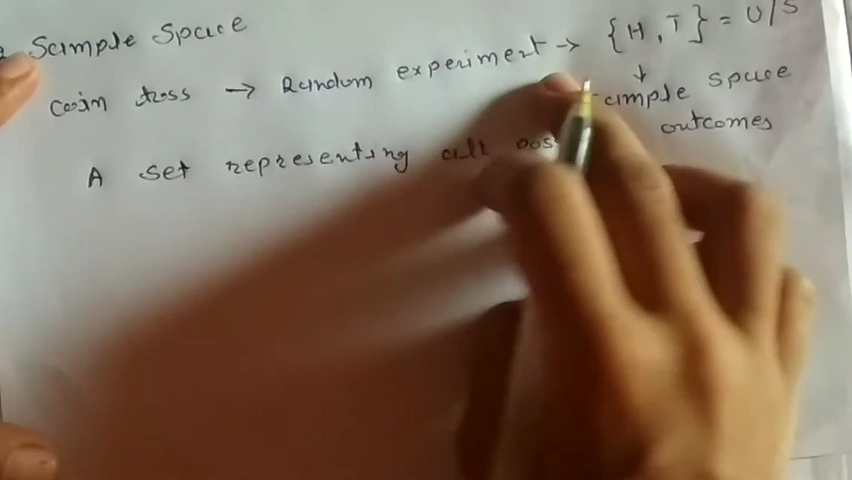 Sample Space
Coin toss → Random experiment → {H, T} = U/S
↓
sample space
A set representing all outcomes